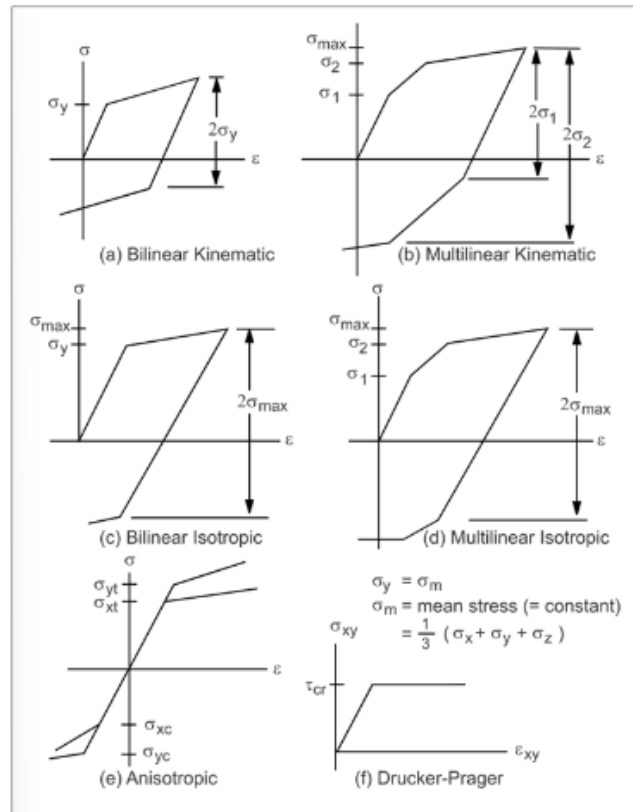 σ
σy
2σy
ε
(a) Bilinear Kinematic
σmax
σ2
σ1
2σ1
2σ2
ε
(b) Multilinear Kinematic
σ
σmax
σy
2σmax
ε
(c) Bilinear Isotropic
σ
σmax
σ2
σ1
2σmax
ε
(d) Multilinear Isotropic
σ
σyt
σxt
ε
σxc
σyc
(e) Anisotropic
σy = σm
σm = mean stress (= constant)
= 1/3 (σx + σy + σz)
σxy
τcr
εxy
(f) Drucker-Prager